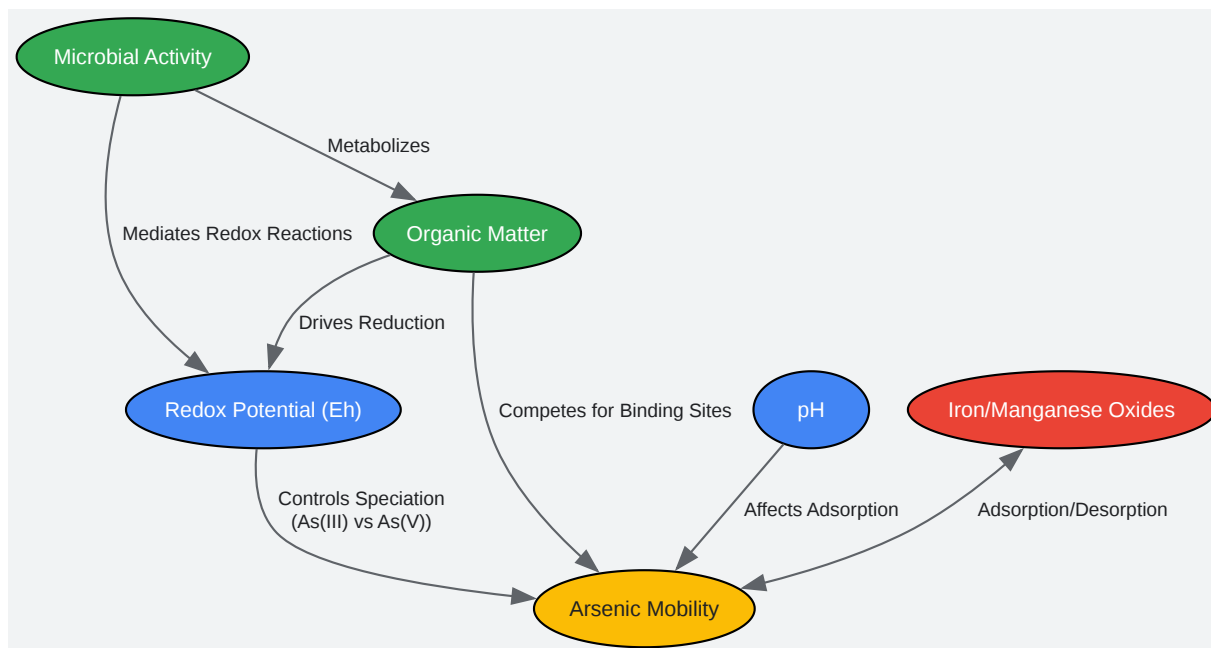 Microbial Activity
Metabolizes
Mediates Redox Reactions
Organic Matter
Drives Reduction
Redox Potential (Eh)
Competes for Binding Sites
pH
Iron/Manganese Oxides
Controls Speciation
(As(III) vs As(V))
Affects Adsorption
Adsorption/Desorption
Arsenic Mobility